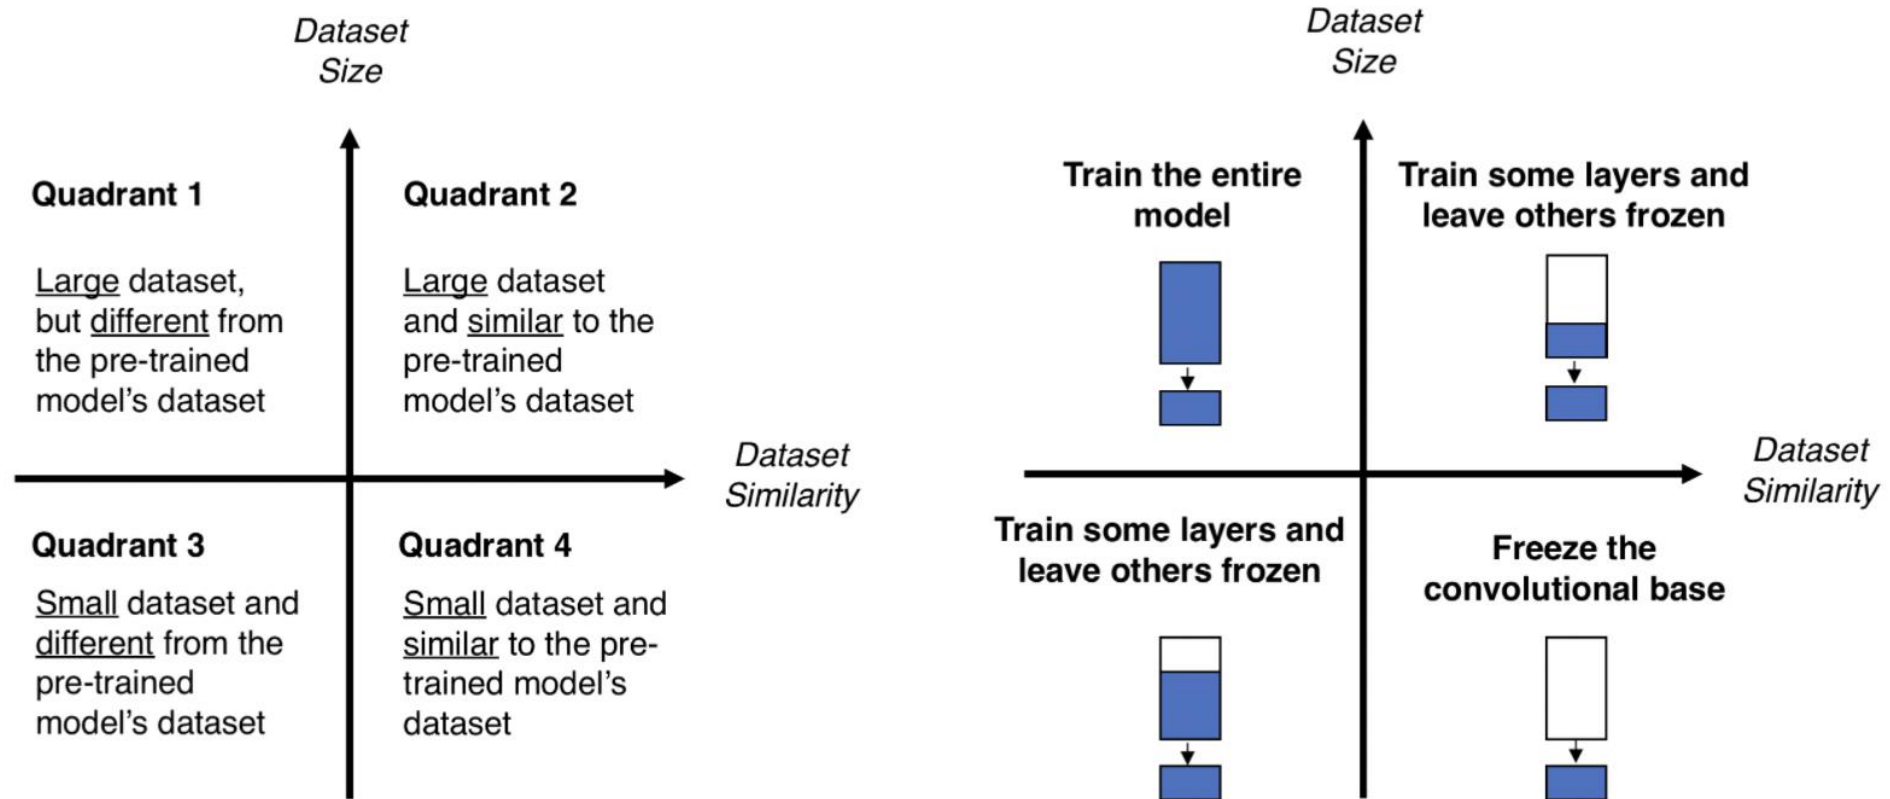 Dataset
Size
Quadrant 1
Large dataset,
but different from
the pre-trained
model’s dataset
Quadrant 2
Large dataset
and similar to the
pre-trained
model’s dataset
Dataset
Similarity
Quadrant 3
Small dataset and
different from the
pre-trained
model’s dataset
Quadrant 4
Small dataset and
similar to the pre-
trained model’s
dataset
Dataset
Size
Train the entire
model
Train some layers and
leave others frozen
Dataset
Similarity
Train some layers and
leave others frozen
Freeze the
convolutional base